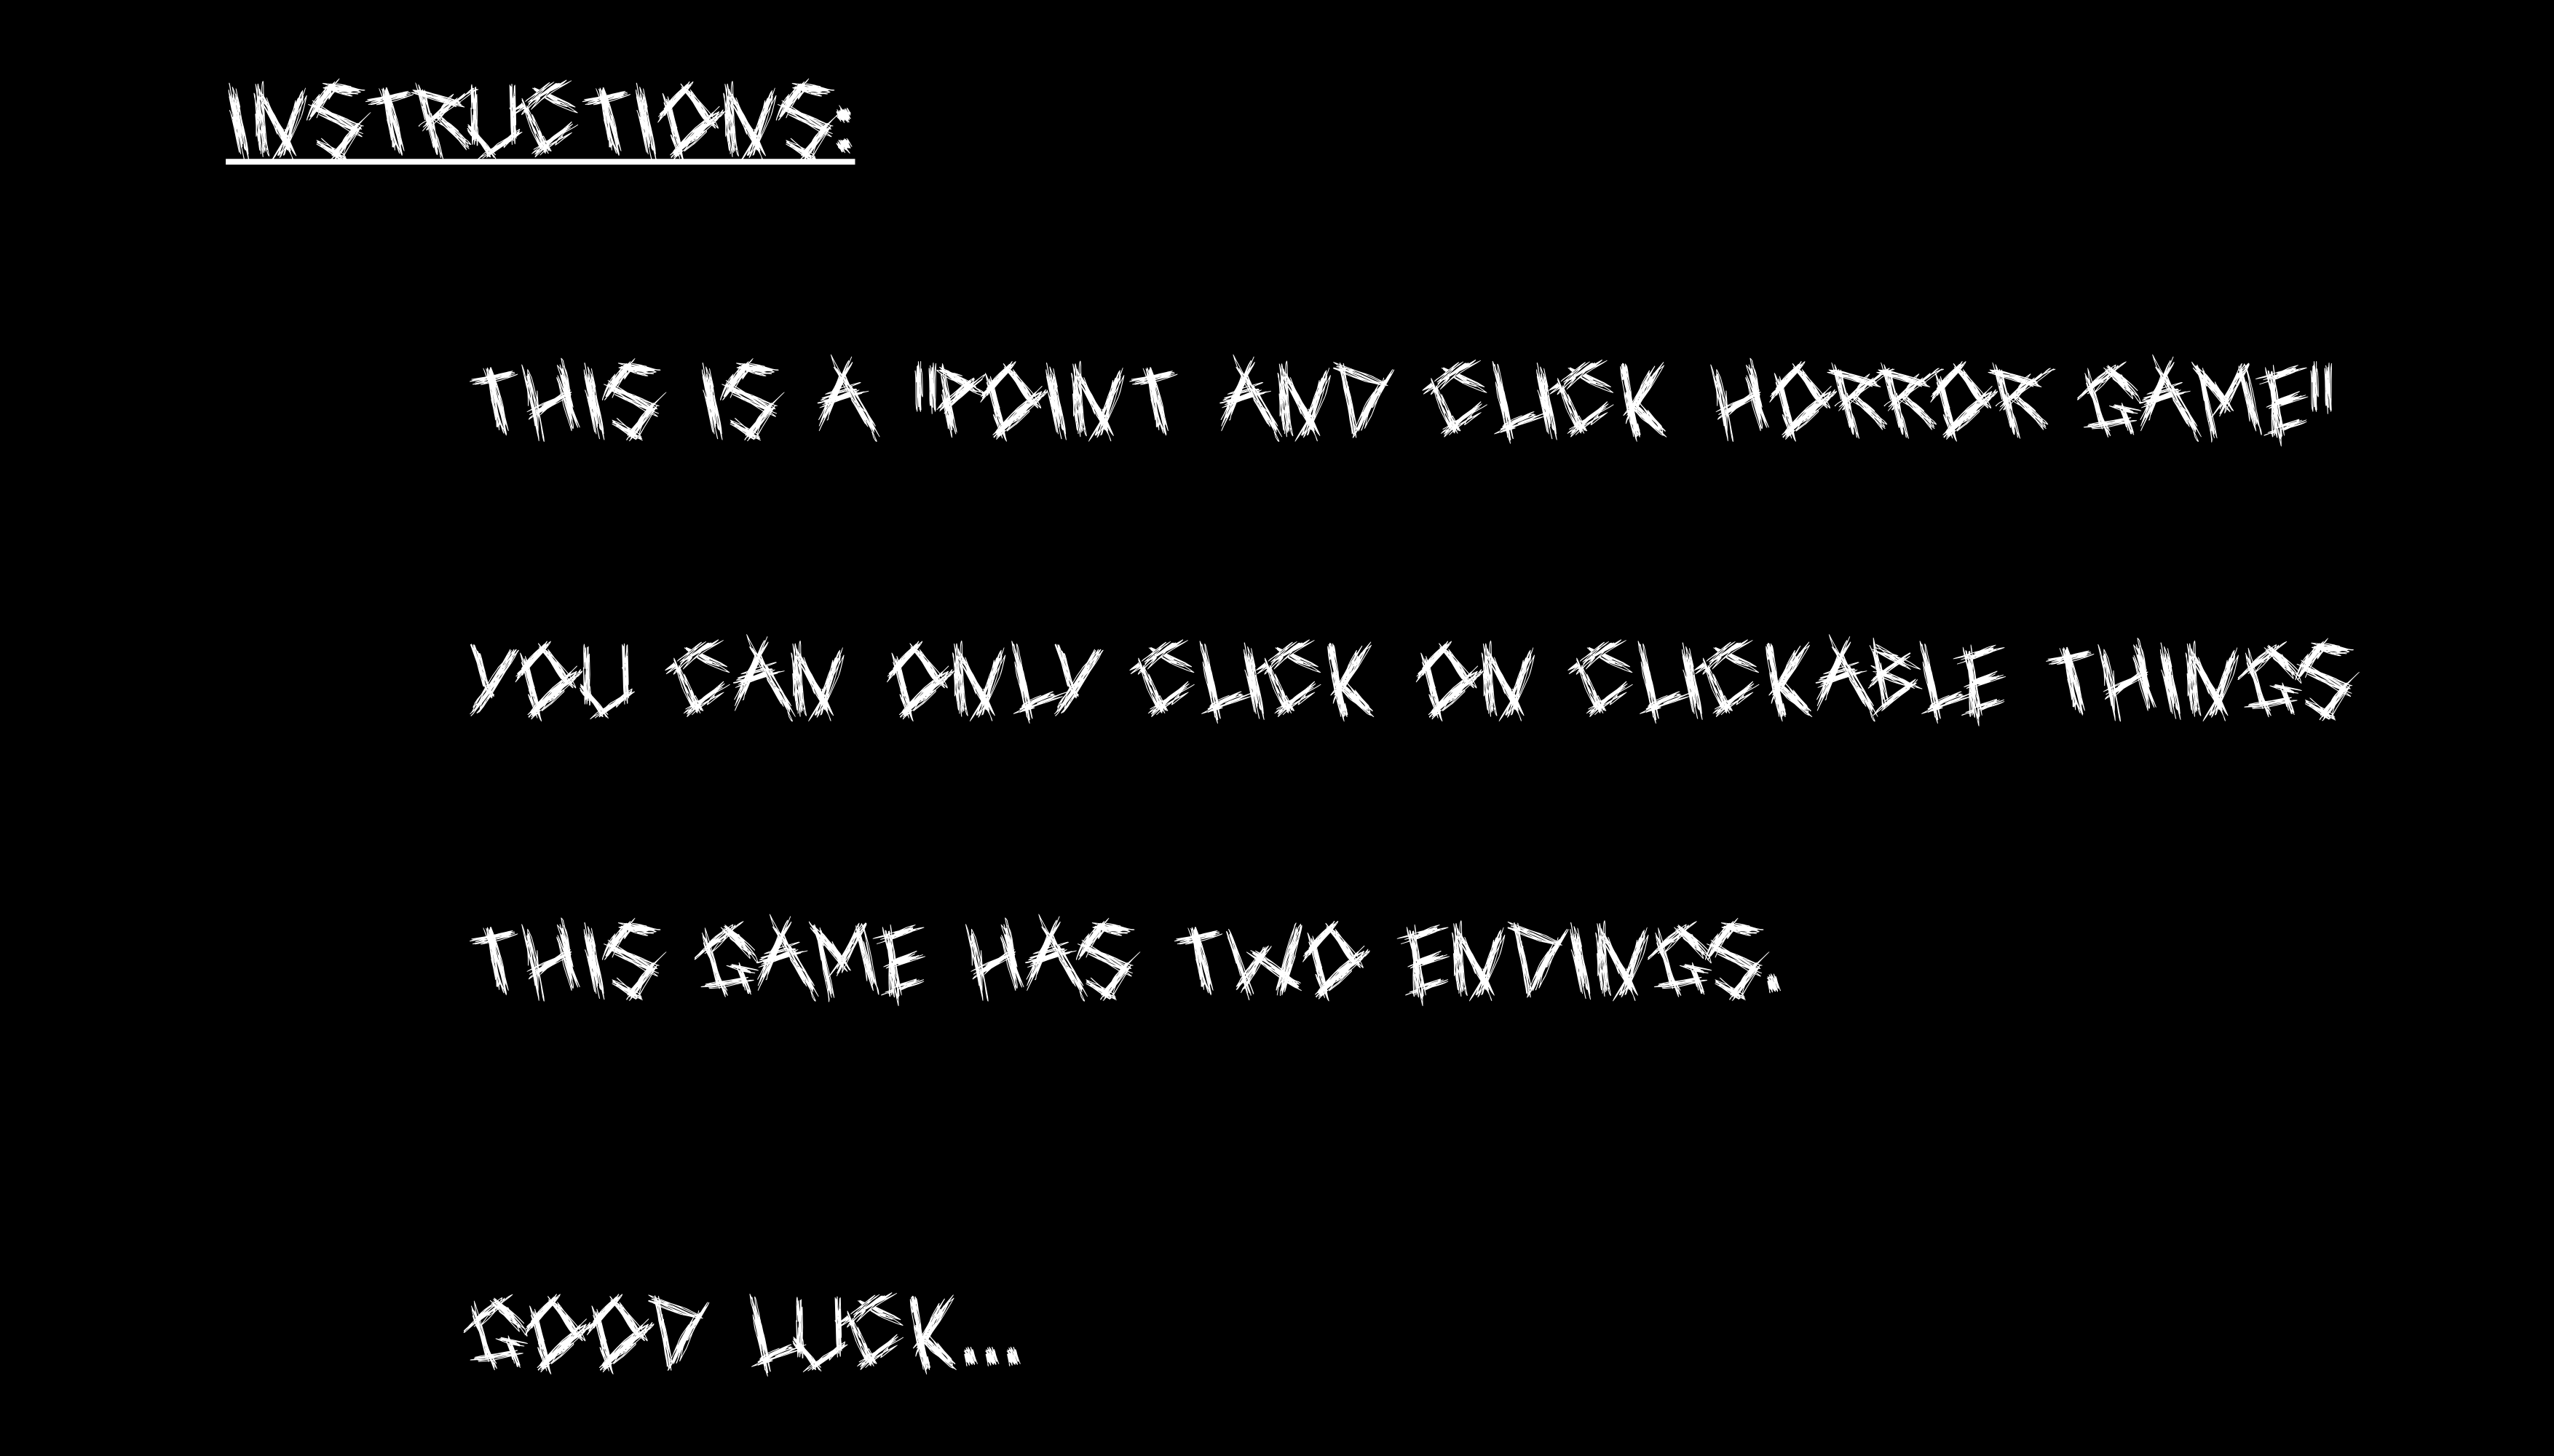 INSTRUCTIONS:
THIS IS A "POINT AND CLICK HORROR GAME"
YOU CAN ONLY CLICK ON CLICKABLE THINGS
THIS GAME HAS TWO ENDINGS.
GOOD LUCK...